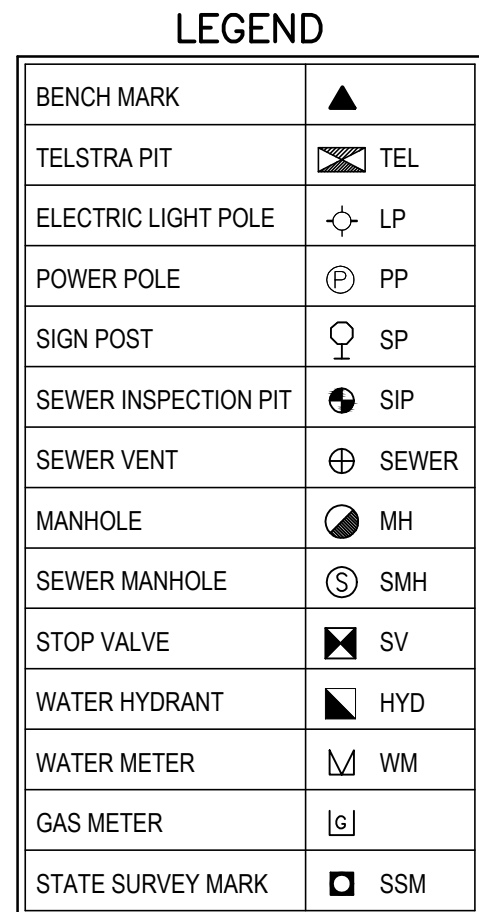 LEGEND
BENCH MARK
TELSTRA PIT TEL
ELECTRIC LIGHT POLE LP
POWER POLE P PP
SIGN POST SP
SEWER INSPECTION PIT SIP
SEWER VENT SEWER
MANHOLE MH
SEWER MANHOLE S SMH
STOP VALVE SV
WATER HYDRANT HYD
WATER METER WM
GAS METER G
STATE SURVEY MARK SSM